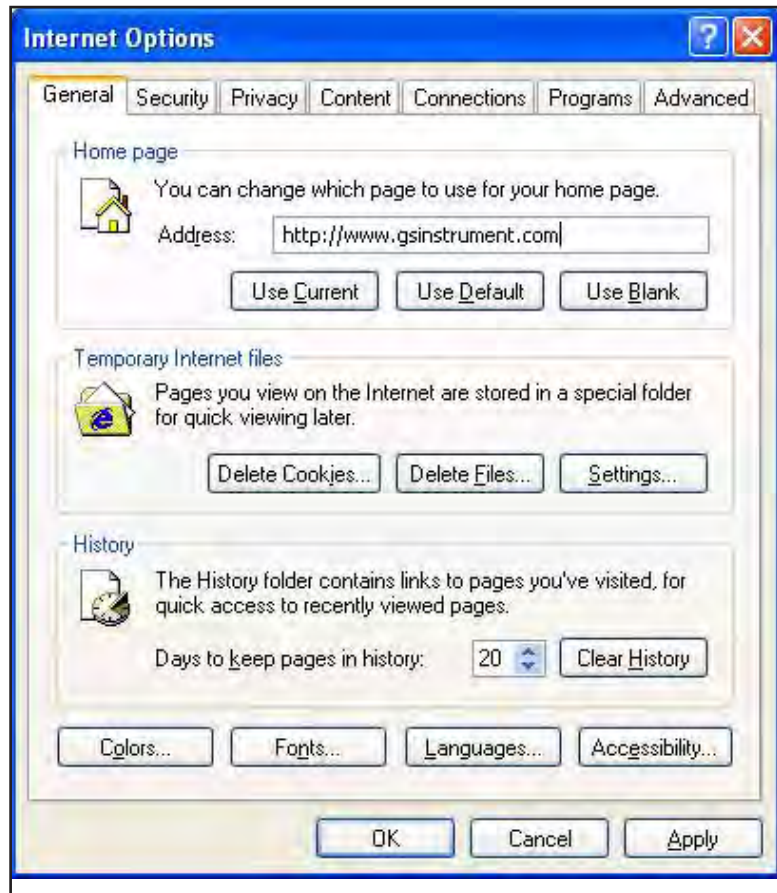 Internet Options
General Security Privacy Content Connections Programs Advanced
Home page
You can change which page to use for your home page.
Address: http://www.gsinstrument.com
Use Current Use Default Use Blank
Temporary Internet files
Pages you view on the Internet are stored in a special folder
for quick viewing later.
Delete Cookies... Delete Files... Settings...
History
The History folder contains links to pages you've visited, for
quick access to recently viewed pages.
Days to keep pages in history: 20 Clear History
Colors... Fonts... Languages... Accessibility...
OK Cancel Apply